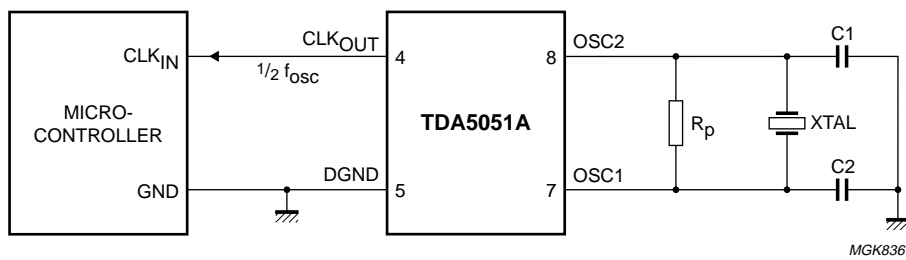 CLKIN
MICRO-
CONTROLLER
GND
CLKOUT
1/2 fosc
DGND
4
5
TDA5051A
8
7
OSC2
OSC1
Rp
XTAL
C1
C2
MGK836